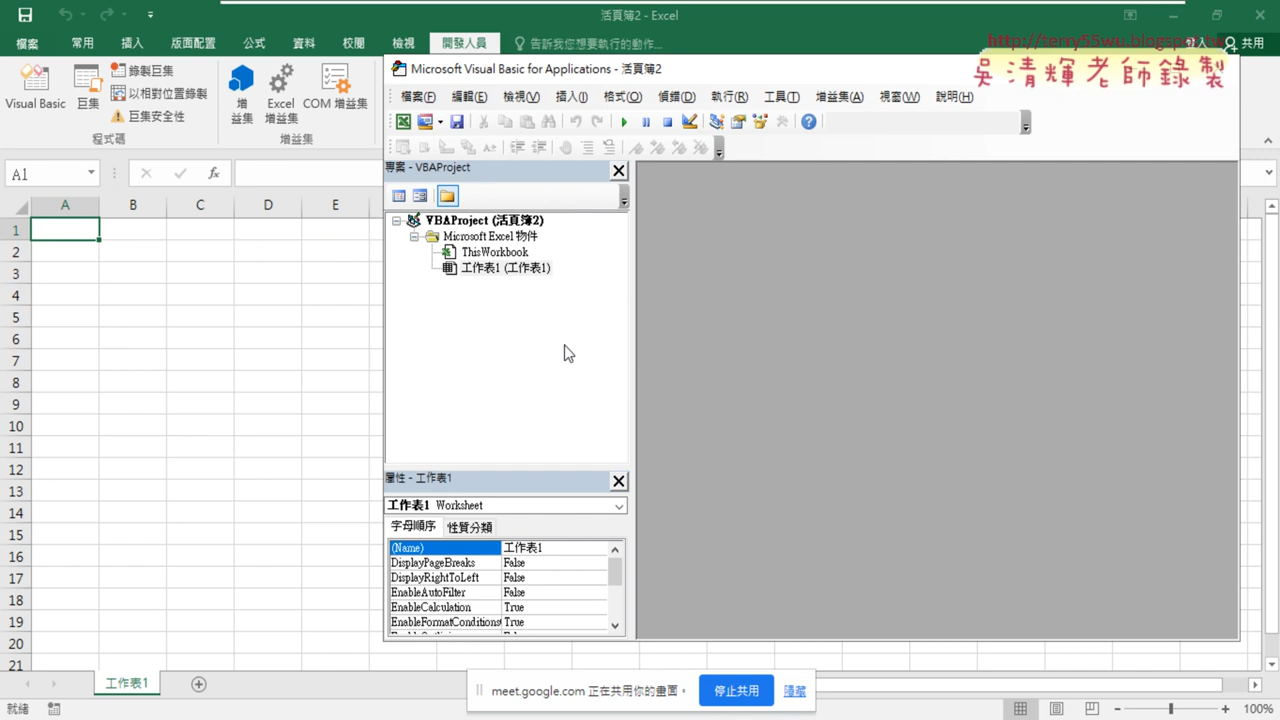 活頁簿2 - Excel
檔案 常用 插入 版面配置 公式 資料 校閱 檢視 開發人員 告訴我您想要執行的動作... 登入 共用
http://terry55wu.blogspot.tw
吳清輝老師錄製
Visual Basic
巨集
錄製巨集
以相對位置錄製
巨集安全性
程式碼
增
益集
Excel
增益集
COM 增益集
增益集
A1
fx
A B C D E
1
2
3
4
5
6
7
8
9
10
11
12
13
14
15
16
17
18
19
20
21
Microsoft Visual Basic for Applications - 活頁簿2
檔案(F) 編輯(E) 檢視(V) 插入(I) 格式(O) 偵錯(D) 執行(R) 工具(T) 增益集(A) 視窗(W) 說明(H)
專案 - VBAProject
VBAProject (活頁簿2)
Microsoft Excel 物件
ThisWorkbook
工作表1 (工作表1)
屬性 - 工作表1
工作表1 Worksheet
字母順序 性質分類
(Name) 工作表1
DisplayPageBreaks False
DisplayRightToLeft False
EnableAutoFilter False
EnableCalculation True
EnableFormatConditions True
工作表1
meet.google.com 正在共用你的畫面。 停止共用 隱藏
就緒
100%